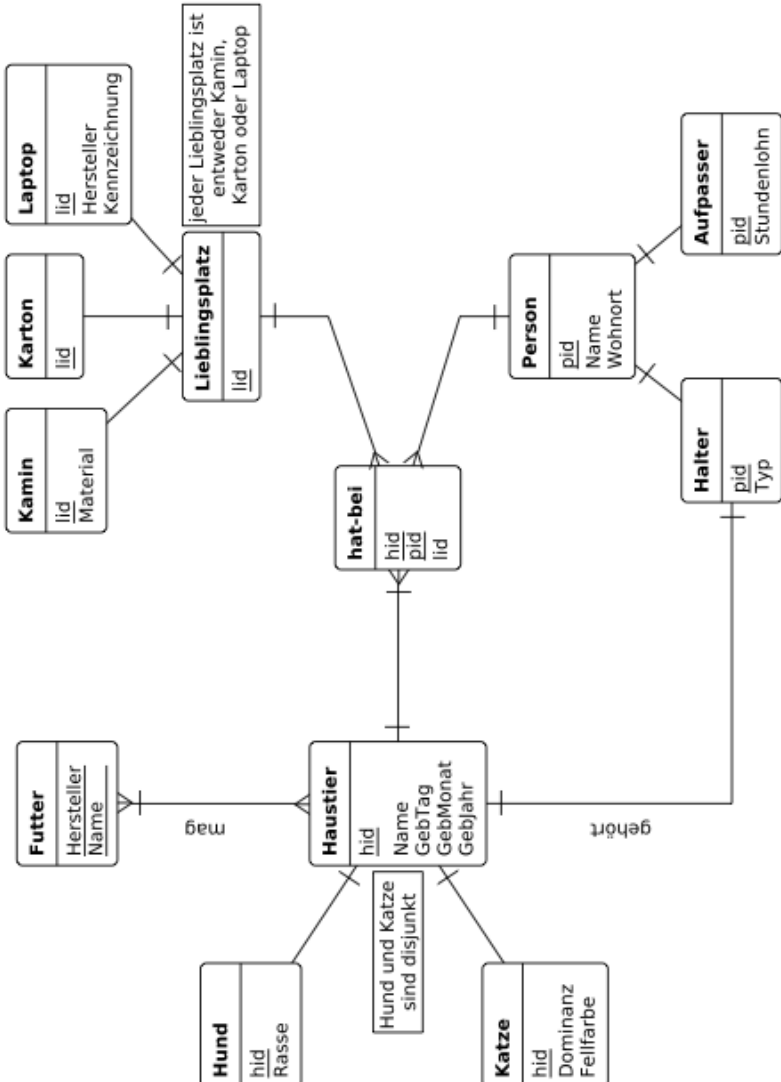 Laptop
lid
Hersteller
Kennzeichnung
Karton
lid
Kamin
lid
Material
Lieblingsplatz
lid
jeder Lieblingsplatz ist
entweder Kamin,
Karton oder Laptop
hat-bei
hid
pid
lid
Person
pid
Name
Wohnort
Aufpasser
pid
Stundenlohn
Halter
pid
Typ
Futter
Hersteller
Name
mag
Haustier
hid
Name
GebTag
GebMonat
GebJahr
gehört
Hund und Katze
sind disjunkt
Hund
hid
Rasse
Katze
hid
Dominanz
Fellfarbe